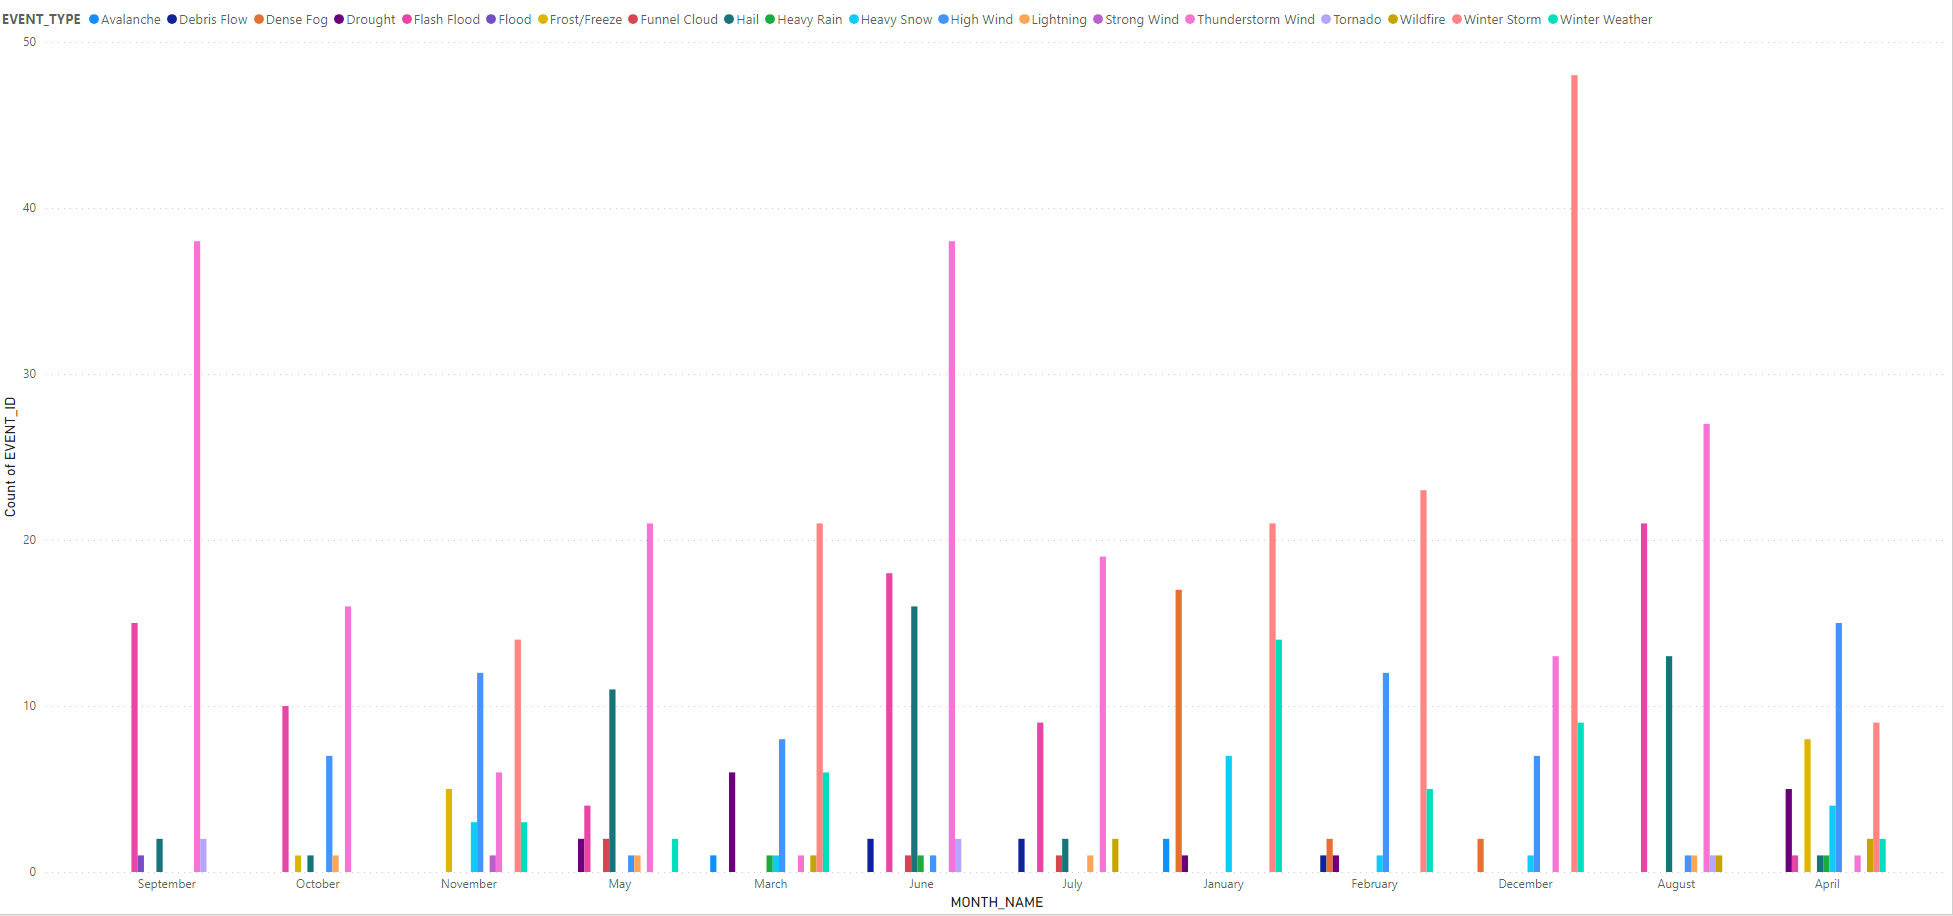 EVENT_TYPE Avalanche Debris Flow Dense Fog Drought Flash Flood Flood Frost/Freeze Funnel Cloud Hail Heavy Rain Heavy Snow High Wind Lightning Strong Wind Thunderstorm Wind Tornado Wildfire Winter Storm Winter Weather
50
40
30
20
10
0
Count of EVENT_ID
September October November May March June July January February December August April
MONTH_NAME